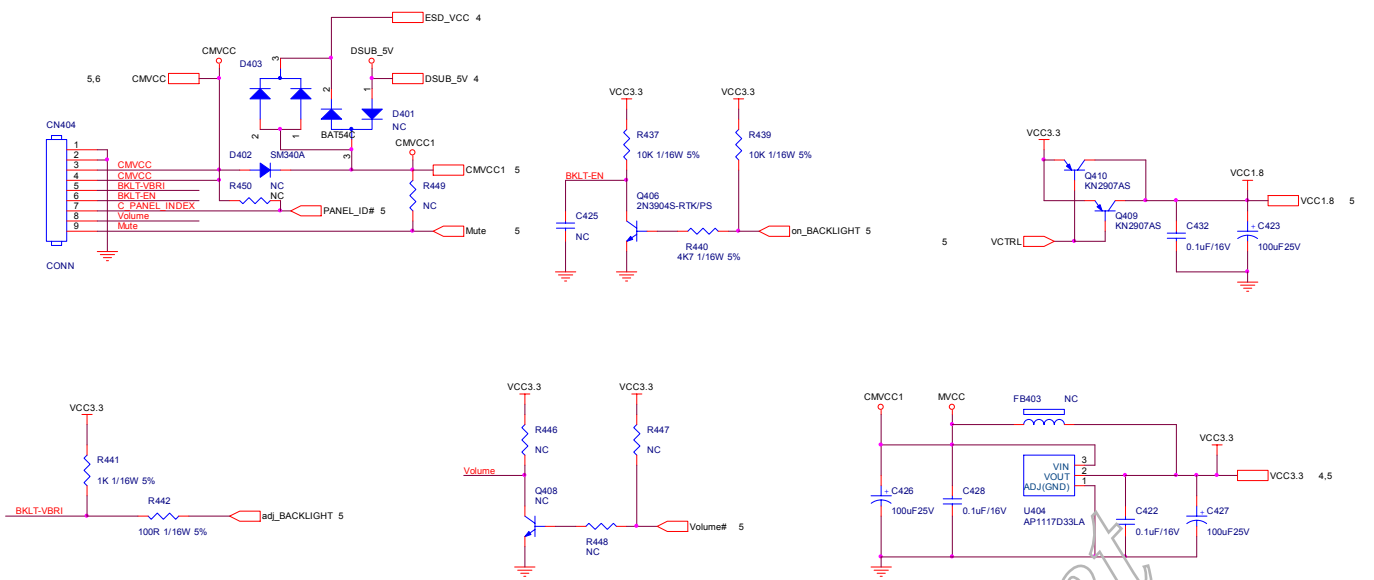 ESD_VCC 4
CMVCC
DSUB_5V
D403
3
5,6 CMVCC
DSUB_5V 4
2
1
D401
NC
BAT54C
2
1
3
CN404
CMVCC1
D402 SM340A
NC
1
2
3 CMVCC
4 CMVCC
5 BKLT-VBRI
6 BKLT-EN
7 C_PANEL_INDEX
8 Volume
9 Mute
CONN
CMVCC1 5
R450
NC
R449
NC
PANEL_ID# 5
Mute 5
VCC3.3
VCC3.3
R437
10K 1/16W 5%
R439
10K 1/16W 5%
BKLT-EN
Q406
2N3904S-RTK/PS
C425
NC
R440
4K7 1/16W 5%
on_BACKLIGHT 5
VCC3.3
Q410
KN2907AS
VCC1.8
VCC1.8 5
Q409
KN2907AS
C432
0.1uF/16V
+ C423
100uF25V
5 VCTRL
VCC3.3
R441
1K 1/16W 5%
R442
100R 1/16W 5%
BKLT-VBRI
adj_BACKLIGHT 5
VCC3.3
VCC3.3
R446
NC
R447
NC
Volume
Q408
NC
R448
NC
Volume# 5
CMVCC1
MVCC
FB403 NC
VCC3.3
VIN 3
VOUT 2
ADJ(GND) 1
VCC3.3 4,5
+ C426
100uF25V
C428
0.1uF/16V
U404
AP1117D33LA
C422
0.1uF/16V
+ C427
100uF25V